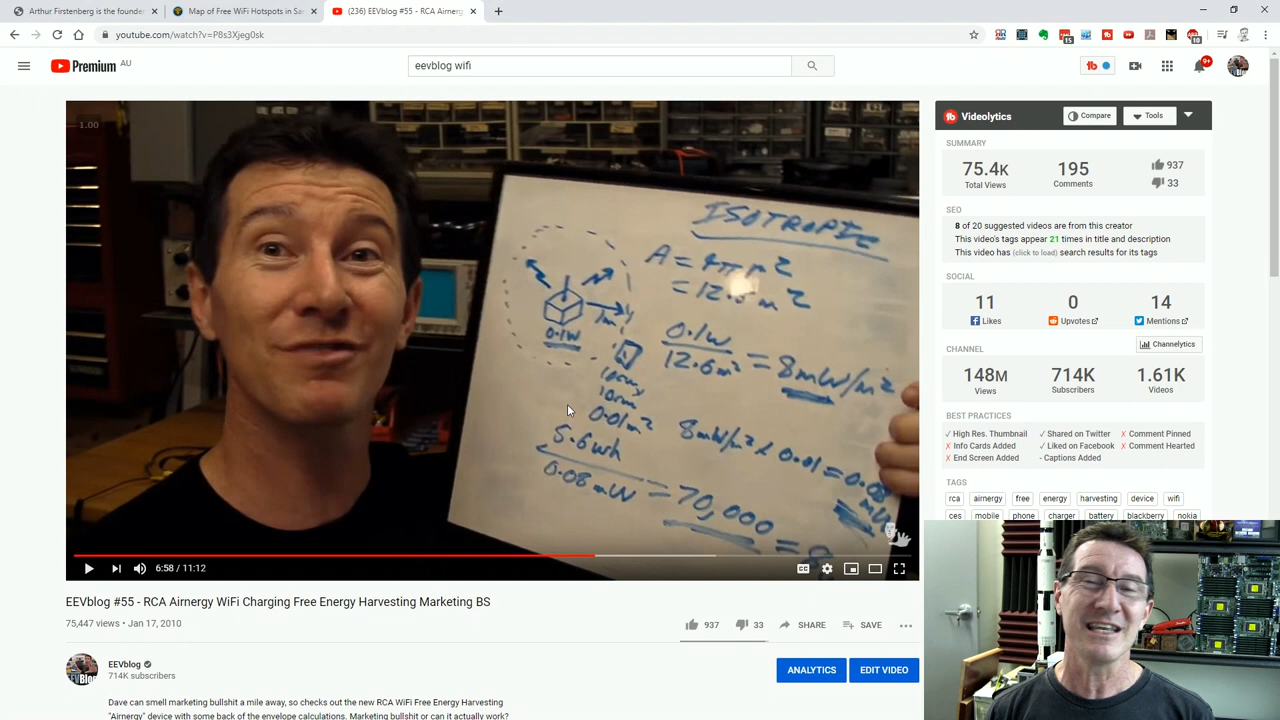 Arthur Firstenberg is the founder
Map of Free WiFi Hotspots in Sa
(236) EEVblog #55 - RCA Airnerg
youtube.com/watch?v=P8s3Xjeg0sk
15
10
Premium AU
eevblog wifi
9+
1.00
ISOTROPIC
A = 4πr²
0.1W
1m
0.1W
12.6m² = 8mW/m²
0.01m²
8mW/m² x 0.01 =
5.6Wh
0.08mW = 70,000
6:58 / 11:12
Videolytics
Compare
Tools
SUMMARY
75.4K
195
937
33
Total Views
Comments
SEO
8 of 20 suggested videos are from this creator
This video's tags appear 21 times in title and description
This video has (click to load) search results for its tags
SOCIAL
11
0
14
Likes
Upvotes
Mentions
CHANNEL
Channelytics
148M
714K
1.61K
Views
Subscribers
Videos
BEST PRACTICES
✓ High Res. Thumbnail
✓ Shared on Twitter
✗ Comment Pinned
✗ Info Cards Added
✓ Liked on Facebook
✗ Comment Hearted
✗ End Screen Added
- Captions Added
TAGS
rca airnergy free energy harvesting device wifi
ces mobile phone charger battery blackberry nokia
EEVblog #55 - RCA Airnergy WiFi Charging Free Energy Harvesting Marketing BS
75,447 views • Jan 17, 2010
937
33
SHARE
SAVE
EEVblog
714K subscribers
ANALYTICS
EDIT VIDEO
Dave can smell marketing bullshit a mile away, so checks out the new RCA WiFi Free Energy Harvesting
"Airnergy" device with some back of the envelope calculations. Marketing bullshit or can it actually work?